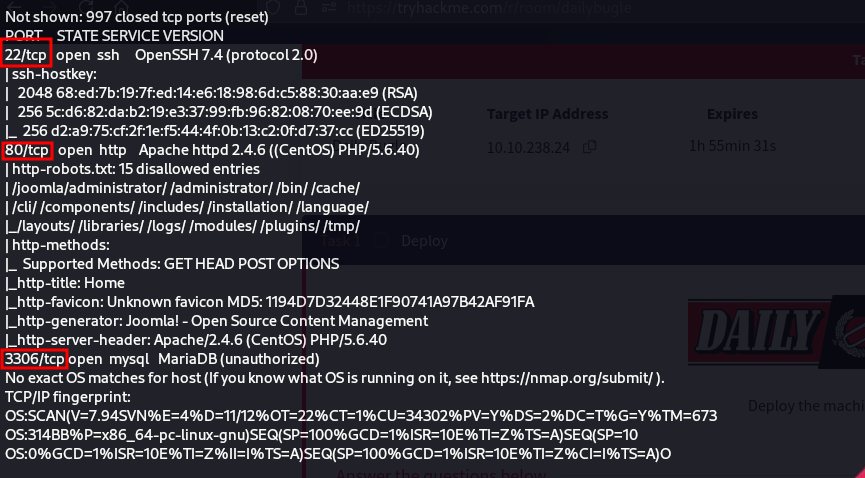 https://tryhackme.com/r/room/dailybugle
Not shown: 997 closed tcp ports (reset)
PORT STATE SERVICE VERSION
22/tcp open ssh OpenSSH 7.4 (protocol 2.0)
| ssh-hostkey:
| 2048 68:ed:7b:19:7f:ed:14:e6:18:98:6d:c5:88:30:aa:e9 (RSA)
| 256 5c:d6:82:da:b2:19:e3:37:99:fb:96:82:08:70:ee:9d (ECDSA)
|_ 256 d2:a9:75:cf:2f:1e:f5:44:4f:0b:13:c2:0f:d7:37:cc (ED25519)
80/tcp open http Apache httpd 2.4.6 ((CentOS) PHP/5.6.40)
| http-robots.txt: 15 disallowed entries
| /joomla/administrator/ /administrator/ /bin/ /cache/
| /cli/ /components/ /includes/ /installation/ /language/
|_/layouts/ /libraries/ /logs/ /modules/ /plugins/ /tmp/
| http-methods:
|_ Supported Methods: GET HEAD POST OPTIONS
|_http-title: Home
|_http-favicon: Unknown favicon MD5: 1194D7D32448E1F90741A97B42AF91FA
|_http-generator: Joomla! - Open Source Content Management
|_http-server-header: Apache/2.4.6 (CentOS) PHP/5.6.40
3306/tcp open mysql MariaDB (unauthorized)
No exact OS matches for host (If you know what OS is running on it, see https://nmap.org/submit/ ).
TCP/IP fingerprint:
OS:SCAN(V=7.94SVN%E=4%D=11/12%OT=22%CT=1%CU=34302%PV=Y%DS=2%DC=T%G=Y%TM=673
OS:314BB%P=x86_64-pc-linux-gnu)SEQ(SP=100%GCD=1%ISR=10E%TI=Z%TS=A)SEQ(SP=10
OS:0%GCD=1%ISR=10E%TI=Z%II=I%TS=A)SEQ(SP=100%GCD=1%ISR=10E%TI=Z%CI=I%TS=A)O
Ta
Target IP Address Expires
10.10.238.24 1h 55min 31s
Task 1 Deploy
DAILY
Deploy the machi
Answer the questions below